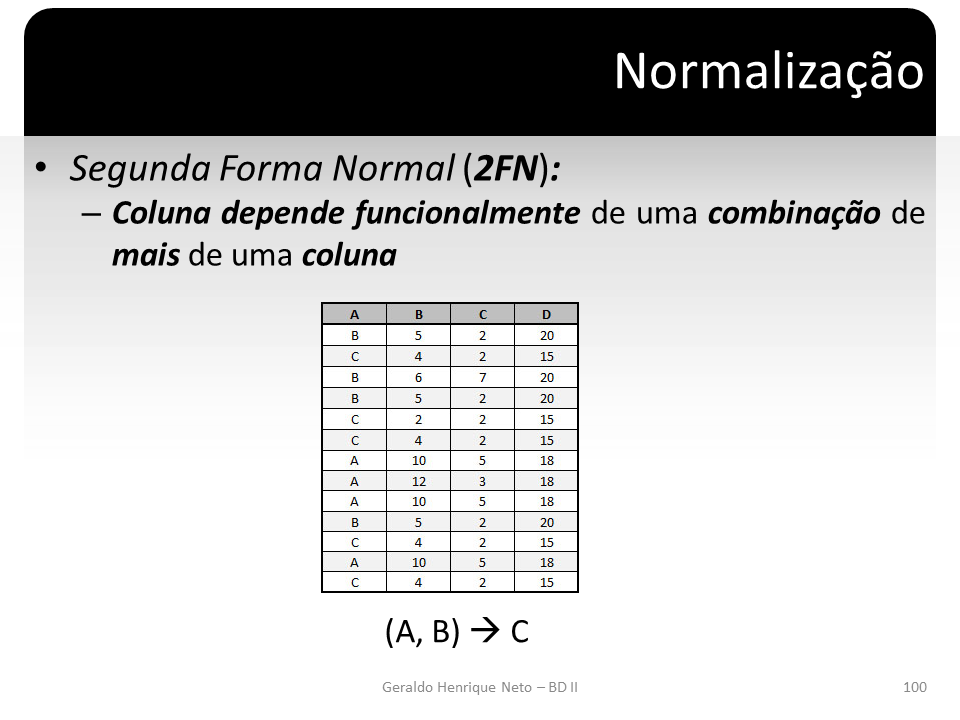 Normalização
• Segunda Forma Normal (2FN):
– Coluna depende funcionalmente de uma combinação de
mais de uma coluna
A B C D
B 5 2 20
C 4 2 15
B 6 7 20
B 5 2 20
C 2 2 15
C 4 2 15
A 10 5 18
A 12 3 18
A 10 5 18
B 5 2 20
C 4 2 15
A 10 5 18
C 4 2 15
(A, B) → C
Geraldo Henrique Neto – BD II 100